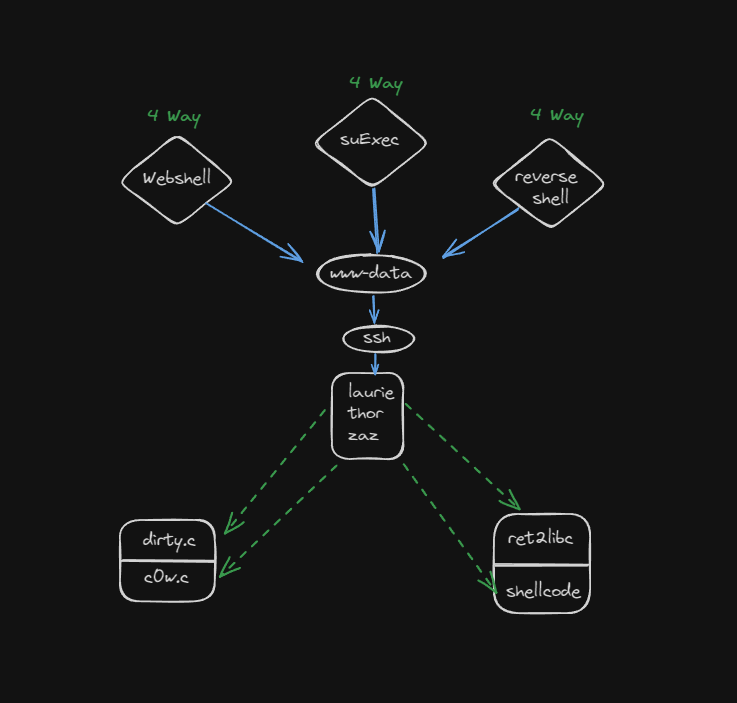 4 Way
4 Way
4 Way
Webshell
suExec
reverse
shell
www-data
ssh
laurie
thor
zaz
dirty.c
c0w.c
ret2libc
shellcode